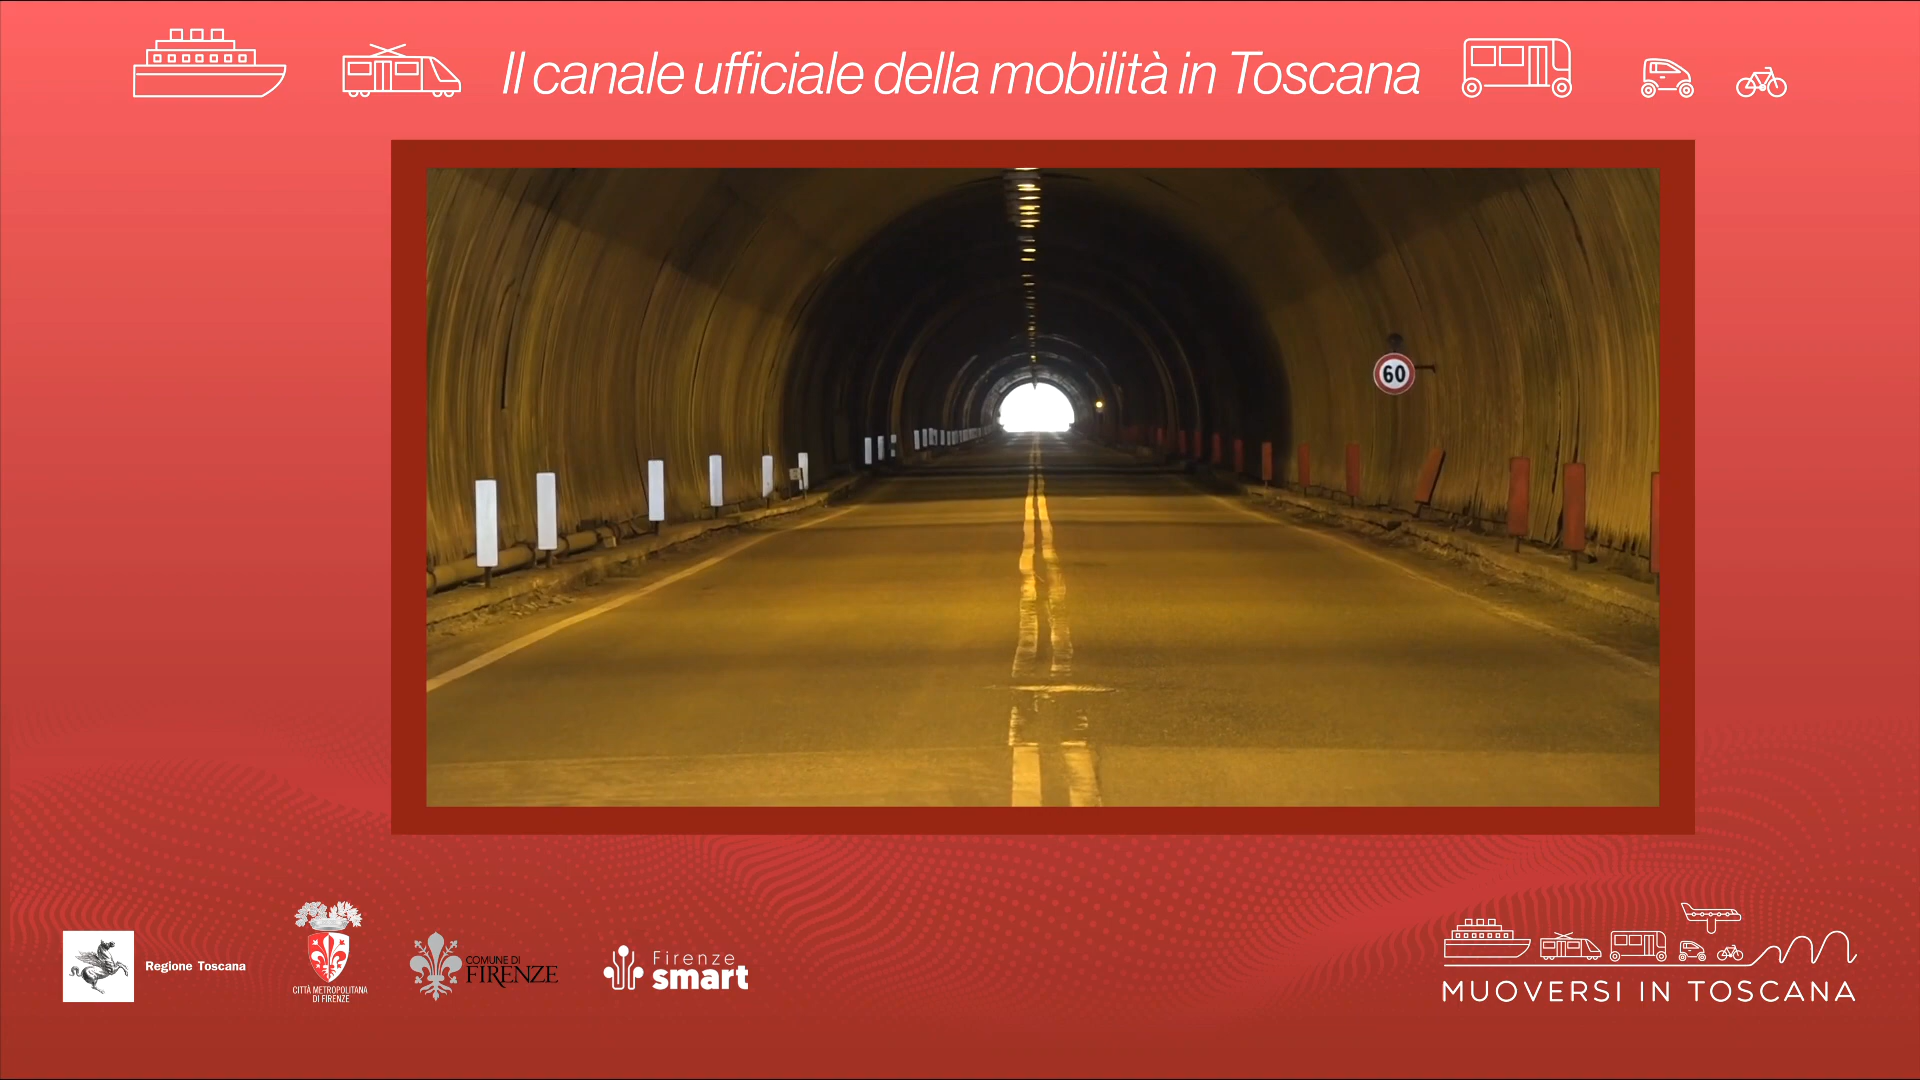 Il canale ufficiale della mobilità in Toscana
60
Regione Toscana
CITTÀ METROPOLITANA
DI FIRENZE
COMUNE DI
FIRENZE
Firenze
smart
MUOVERSI IN TOSCANA